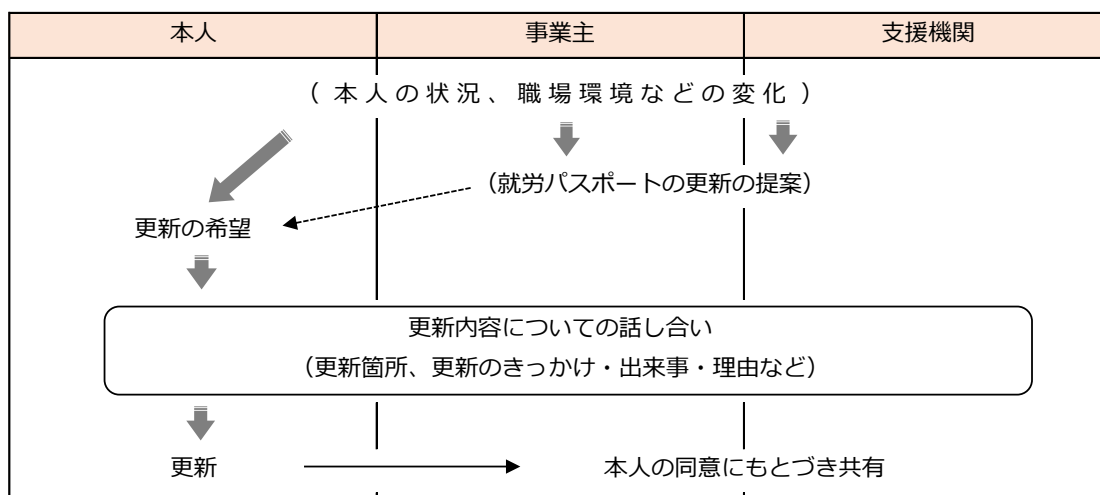 本人 事業主 支援機関
(本人の状況、職場環境などの変化)
(就労パスポートの更新の提案)
更新の希望
更新内容についての話し合い
(更新箇所、更新のきっかけ・出来事・理由など)
更新 本人の同意にもとづき共有